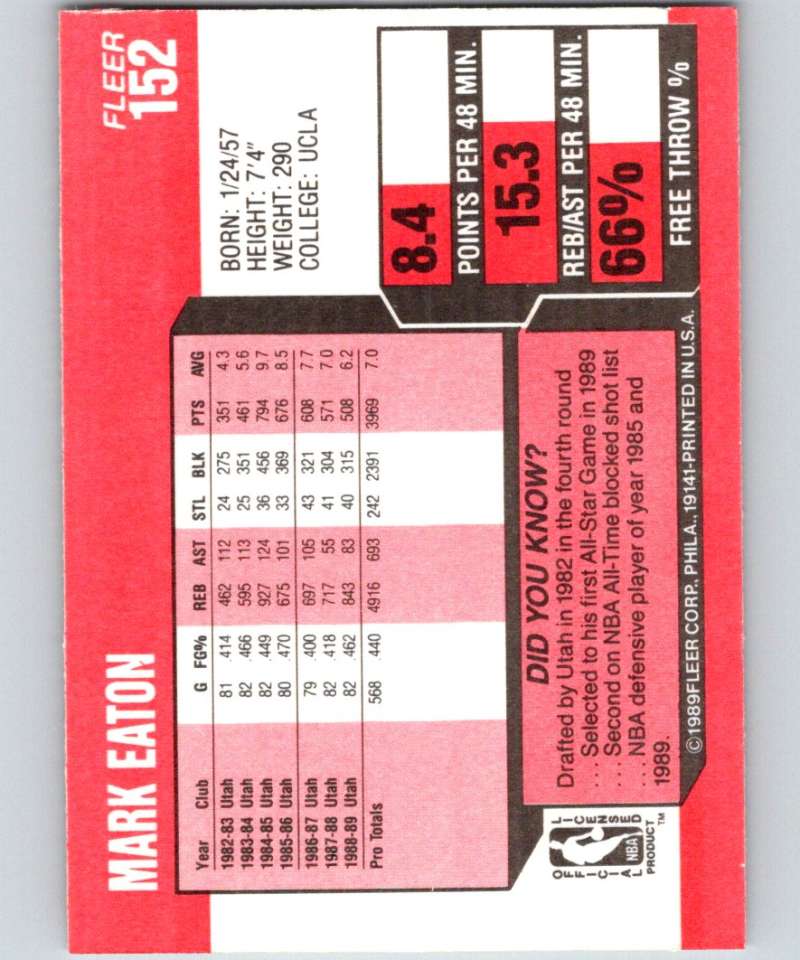 FLEER
152
MARK EATON
BORN: 1/24/57
HEIGHT: 7'4"
WEIGHT: 290
COLLEGE: UCLA
Year Club G FG% REB AST STL BLK PTS AVG
1982-83 Utah 81 .414 462 112 24 275 351 4.3
1983-84 Utah 82 .466 595 113 25 351 461 5.6
1984-85 Utah 82 .449 927 124 36 456 794 9.7
1985-86 Utah 80 .470 675 101 33 369 676 8.5
1986-87 Utah 79 .400 697 105 43 321 608 7.7
1987-88 Utah 82 .418 717 55 41 304 571 7.0
1988-89 Utah 82 .462 843 83 40 315 508 6.2
Pro Totals 568 .440 4916 693 242 2391 3969 7.0
8.4
POINTS PER 48 MIN.
15.3
REB/AST PER 48 MIN.
66%
FREE THROW %
DID YOU KNOW?
Drafted by Utah in 1982 in the fourth round
.... Selected to his first All-Star Game in 1989
.... Second on NBA All-Time blocked shot list
.... NBA defensive player of year 1985 and
1989.
OFFICIAL
LICENSED
NBA
PRODUCT™
©1989 FLEER CORP., PHILA., 19141-PRINTED IN U.S.A.